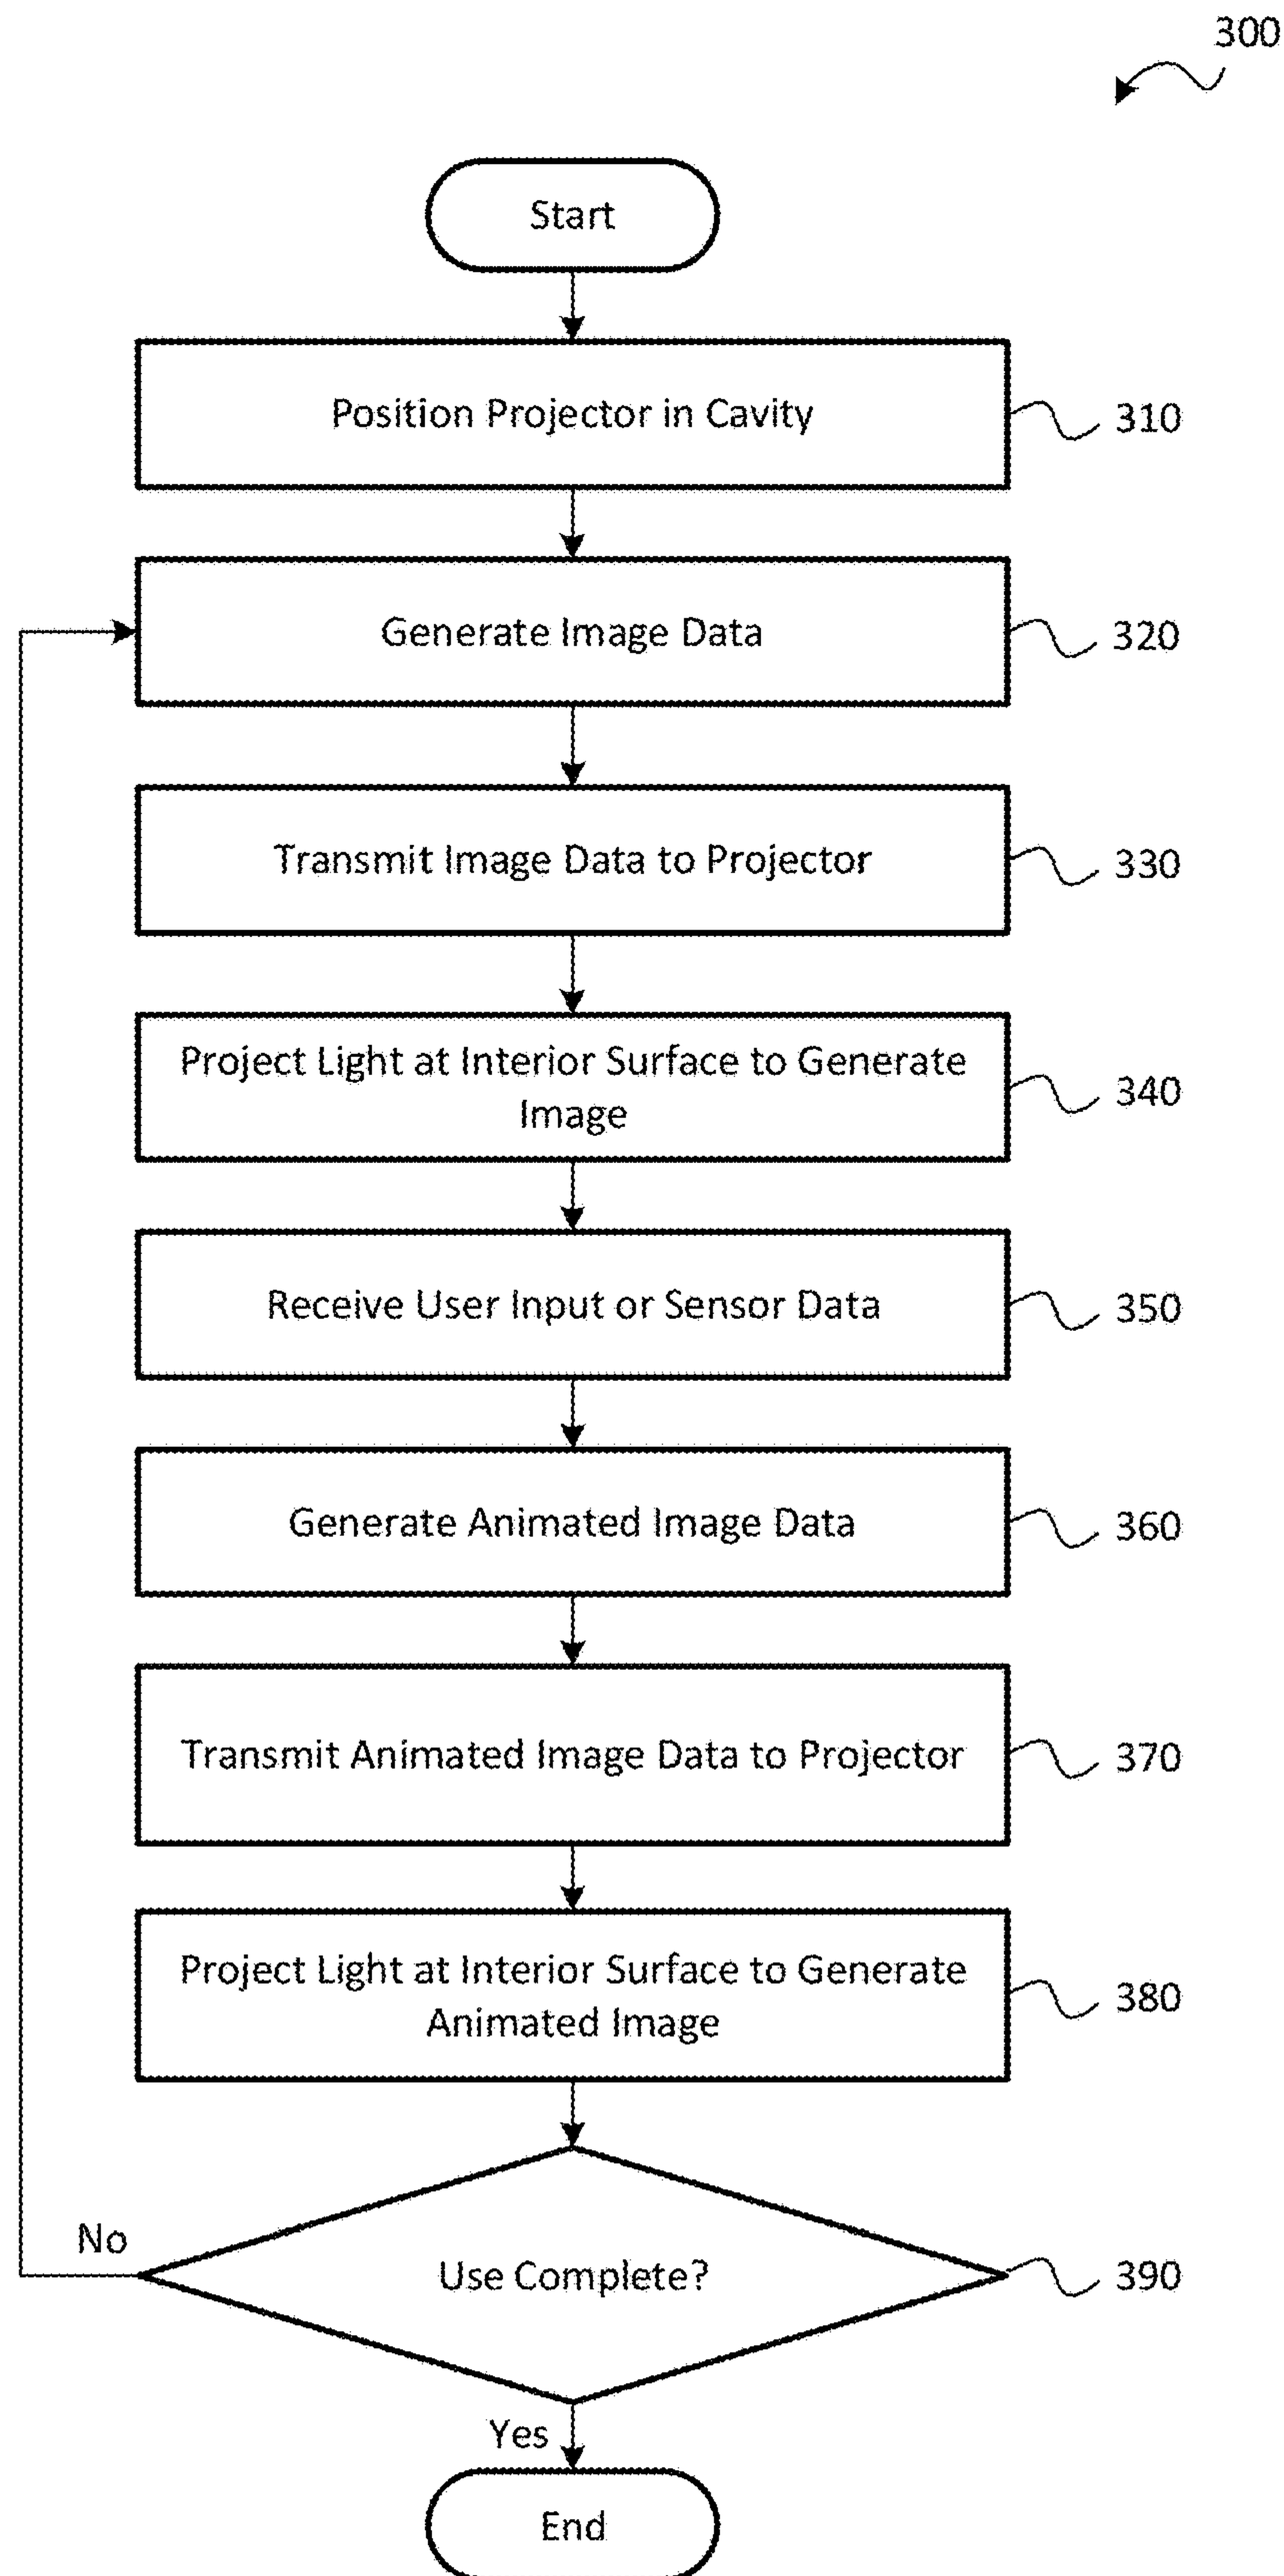 300
Start
Position Projector in Cavity
310
Generate Image Data
320
Transmit Image Data to Projector
330
Project Light at Interior Surface to Generate
Image
340
Receive User Input or Sensor Data
350
Generate Animated Image Data
360
Transmit Animated Image Data to Projector
370
Project Light at Interior Surface to Generate
Animated Image
380
No
Use Complete?
390
Yes
End